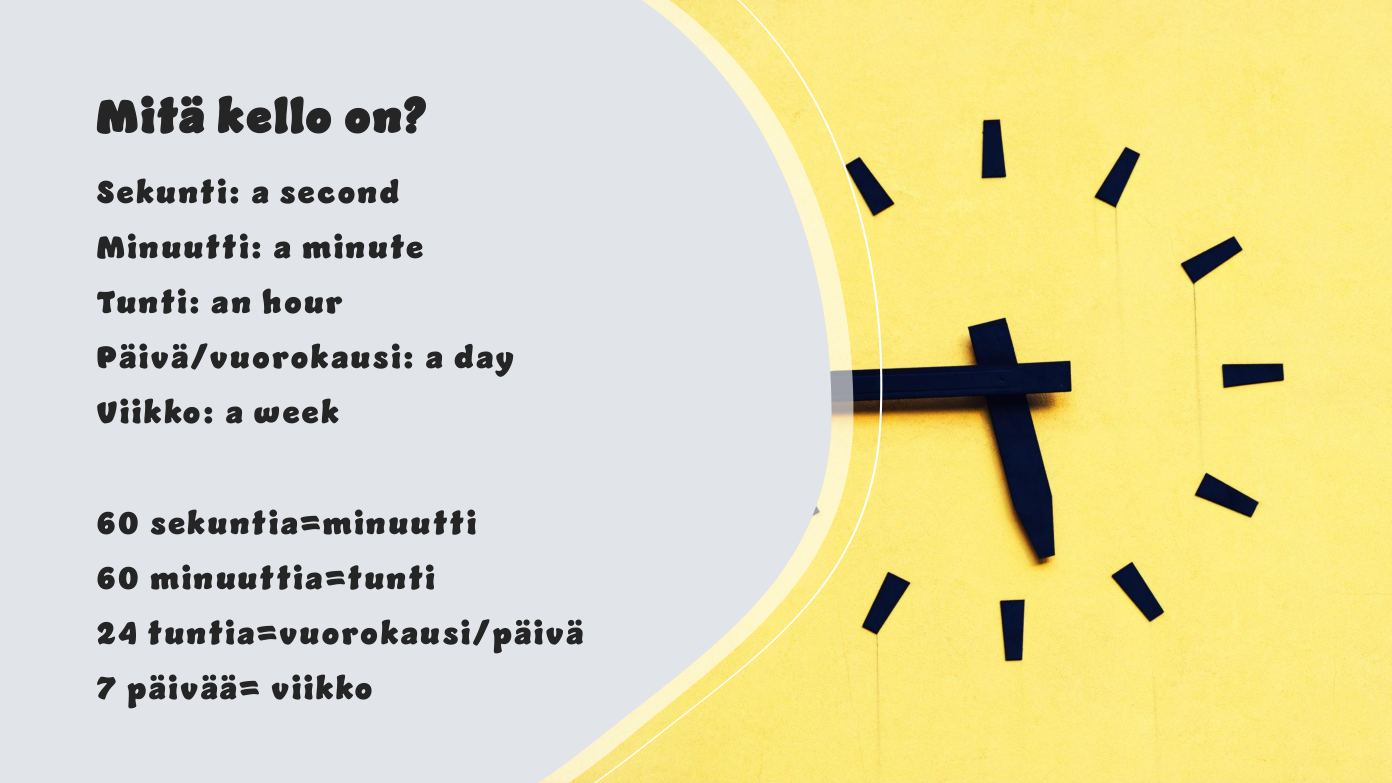 Mitä kello on?
Sekunti: a second
Minuutti: a minute
Tunti: an hour
Päivä/vuorokausi: a day
Viikko: a week
60 sekuntia=minuutti
60 minuuttia=tunti
24 tuntia=vuorokausi/päivä
7 päivää= viikko